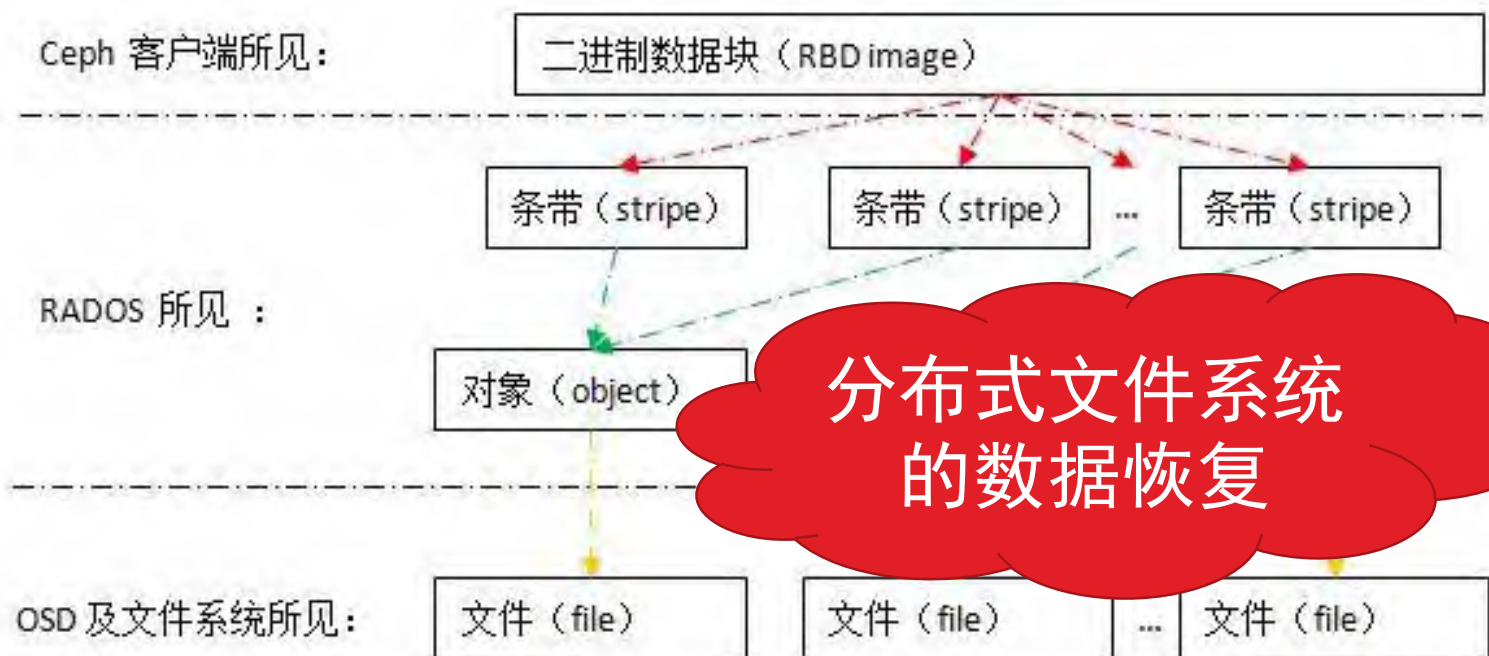 Ceph 客户端所见：
二进制数据块（RBD image）
条带（stripe）
条带（stripe）
...
条带（stripe）
RADOS 所见 ：
对象（object）
分布式文件系统
的数据恢复
OSD 及文件系统所见：
文件（file）
文件（file）
...
文件（file）